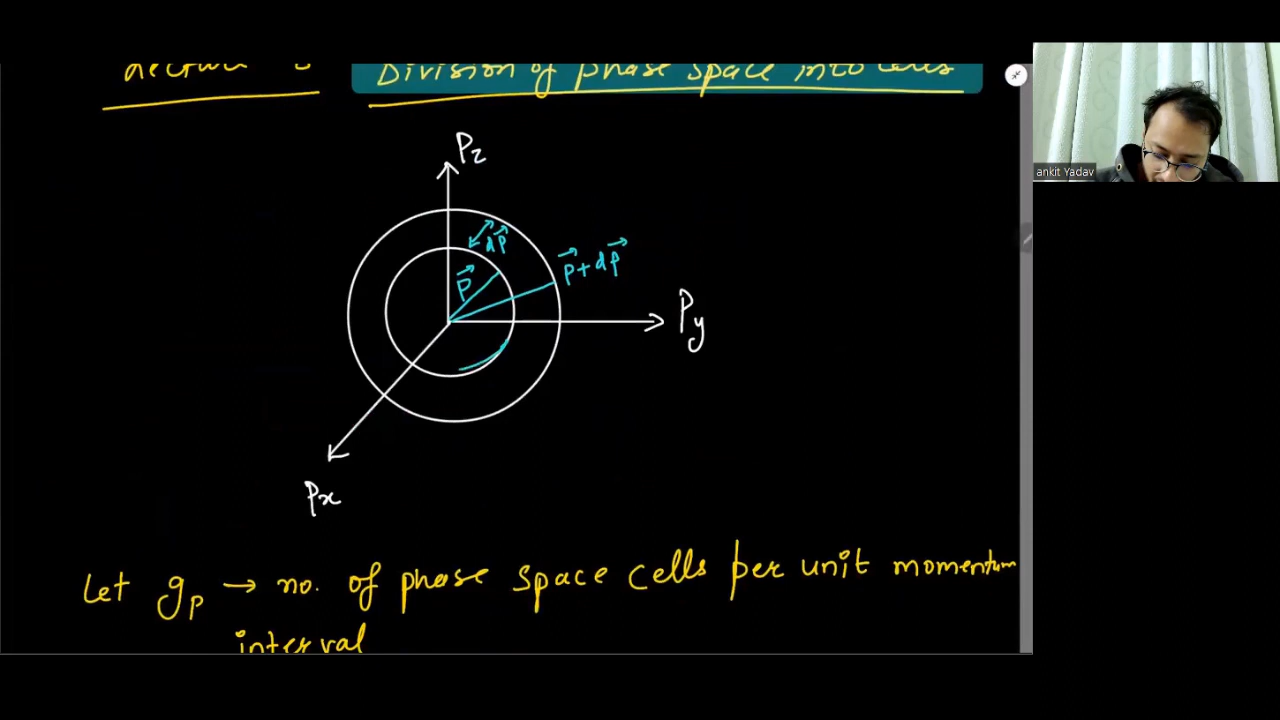 Lecture
Division of phase space into cells
Pz
dP
P
P + dP
Py
Px
Let gp → no. of phase space cells per unit momentum
interval
ankit Yadav